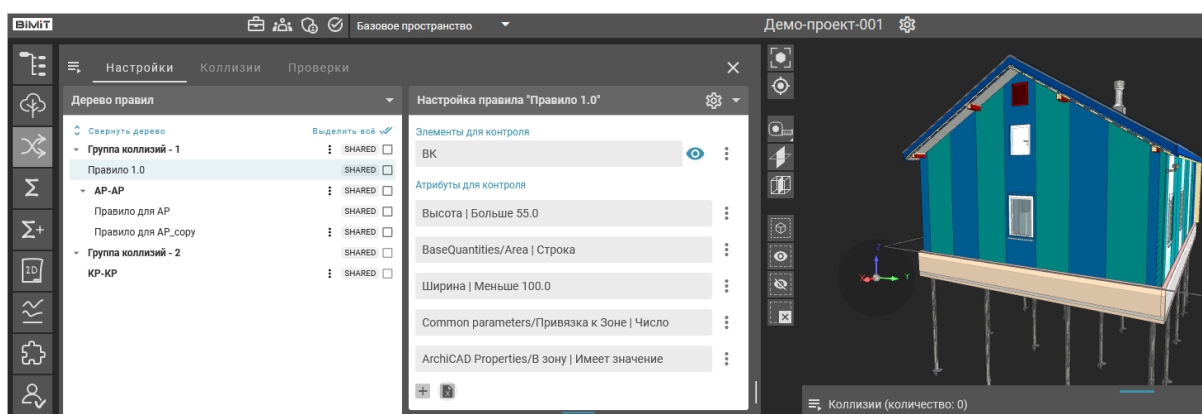 BIMIT
Базовое пространство
Демо-проект-001
Настройки Коллизии Проверки
Дерево правил
Свернуть дерево Выделить всё
Группа коллизий - 1 SHARED
Правило 1.0 SHARED
АР-АР SHARED
Правило для АР SHARED
Правило для АР_copy SHARED
Группа коллизий - 2 SHARED
КР-КР SHARED
Настройка правила "Правило 1.0"
Элементы для контроля
ВК
Атрибуты для контроля
Высота | Больше 55.0
BaseQuantities/Area | Строка
Ширина | Меньше 100.0
Common parameters/Привязка к Зоне | Число
ArchiCAD Properties/В зону | Имеет значение
2D
Z
X
Y
Коллизии (количество: 0)